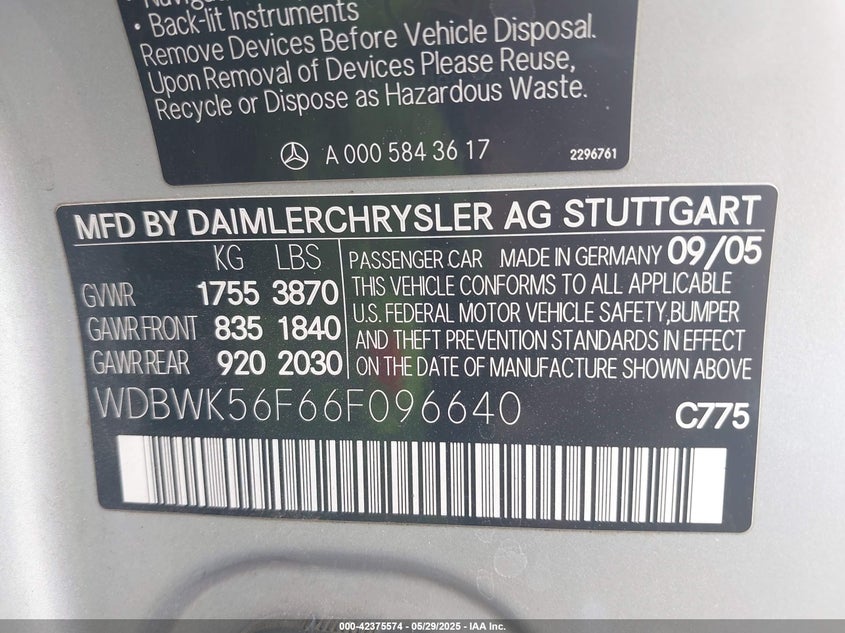 • Back-lit Instruments
Remove Devices Before Vehicle Disposal.
Upon Removal of Devices Please Reuse,
Recycle or Dispose as Hazardous Waste.
A 000 584 36 17
2296761
MFD BY DAIMLERCHRYSLER AG STUTTGART
KG LBS
GVWR 1755 3870
GAWR FRONT 835 1840
GAWR REAR 920 2030
PASSENGER CAR MADE IN GERMANY 09/05
THIS VEHICLE CONFORMS TO ALL APPLICABLE
U.S. FEDERAL MOTOR VEHICLE SAFETY,BUMPER
AND THEFT PREVENTION STANDARDS IN EFFECT
ON THE DATE OF MANUFACTURE SHOWN ABOVE
WDBWK56F66F096640
C775
000-42375574 / 05/29/2025 - IAA Inc.